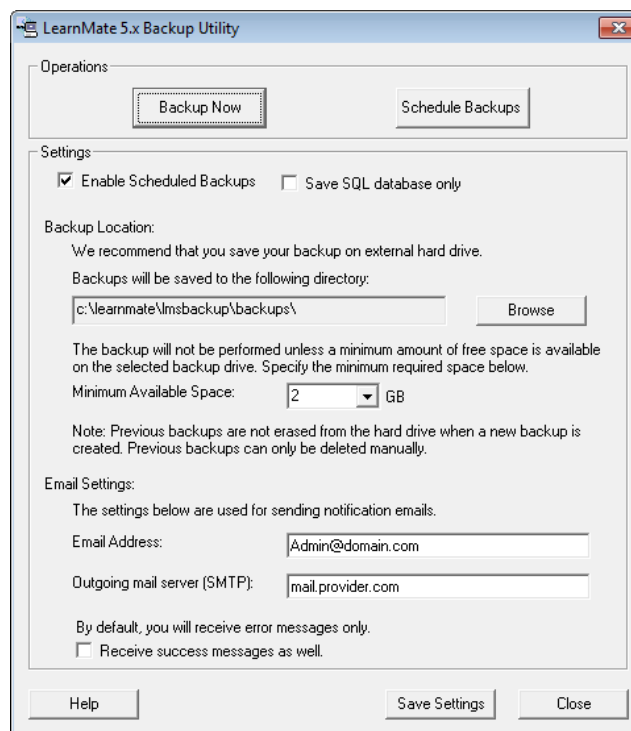 LearnMate 5.x Backup Utility
Operations
Backup Now
Schedule Backups
Settings
Enable Scheduled Backups
Save SQL database only
Backup Location:
We recommend that you save your backup on external hard drive.
Backups will be saved to the following directory:
c:\learnmate\lmsbackup\backups\
Browse
The backup will not be performed unless a minimum amount of free space is available
on the selected backup drive. Specify the minimum required space below.
Minimum Available Space:
2
GB
Note: Previous backups are not erased from the hard drive when a new backup is
created. Previous backups can only be deleted manually.
Email Settings:
The settings below are used for sending notification emails.
Email Address:
Admin@domain.com
Outgoing mail server (SMTP):
mail.provider.com
By default, you will receive error messages only.
Receive success messages as well.
Help
Save Settings
Close